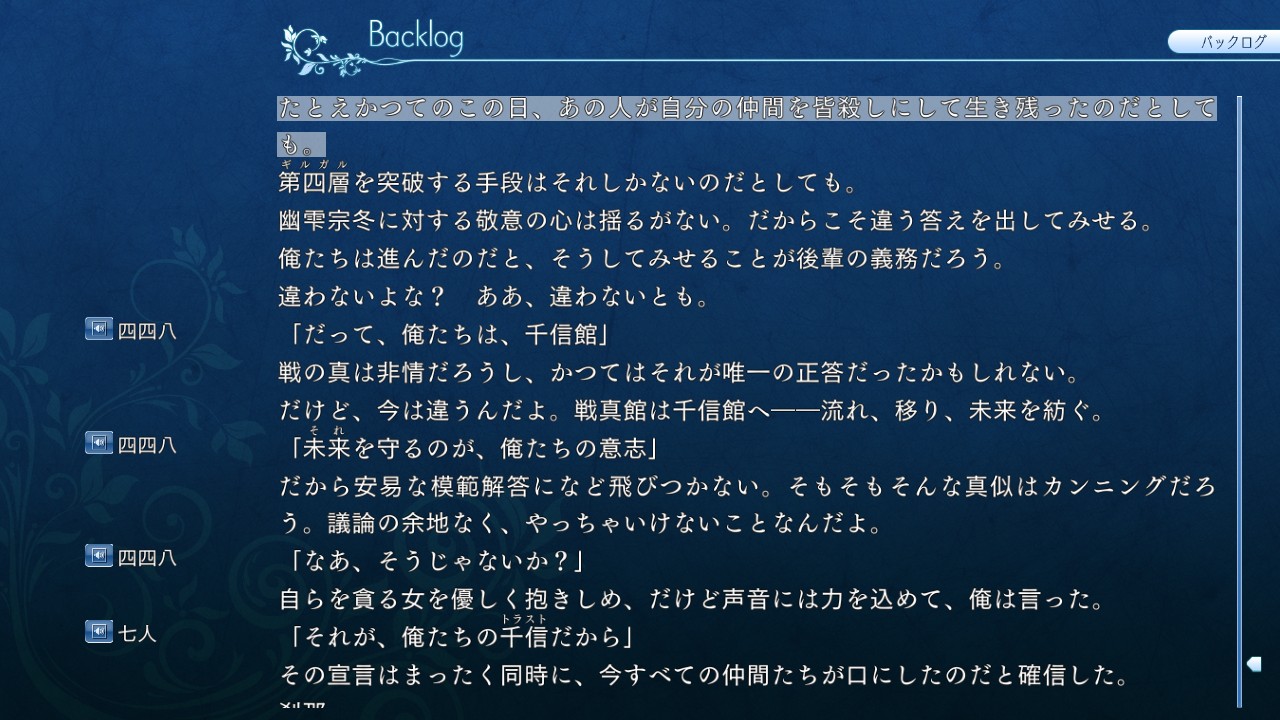 Backlog
バックログ
たとえかつてのこの日、あの人が自分の仲間を皆殺しにして生き残ったのだとして
も。
ギルガル
第四層を突破する手段はそれしかないのだとしても。
幽雫宗冬に対する敬意の心は揺るがない。だからこそ違う答えを出してみせる。
俺たちは進んだのだと、そうしてみせることが後輩の義務だろう。
違わないよな？　ああ、違わないとも。
四四八 「だって、俺たちは、千信館」
戦の真は非情だろうし、かつてはそれが唯一の正答だったかもしれない。
だけど、今は違うんだよ。戦真館は千信館へ――流れ、移り、未来を紡ぐ。
それ
四四八 「未来を守るのが、俺たちの意志」
だから安易な模範解答になど飛びつかない。そもそもそんな真似はカンニングだろ
う。議論の余地なく、やっちゃいけないことなんだよ。
四四八 「なあ、そうじゃないか？」
自らを貪る女を優しく抱きしめ、だけど声音には力を込めて、俺は言った。
トラスト
七人 「それが、俺たちの千信だから」
その宣言はまったく同時に、今すべての仲間たちが口にしたのだと確信した。